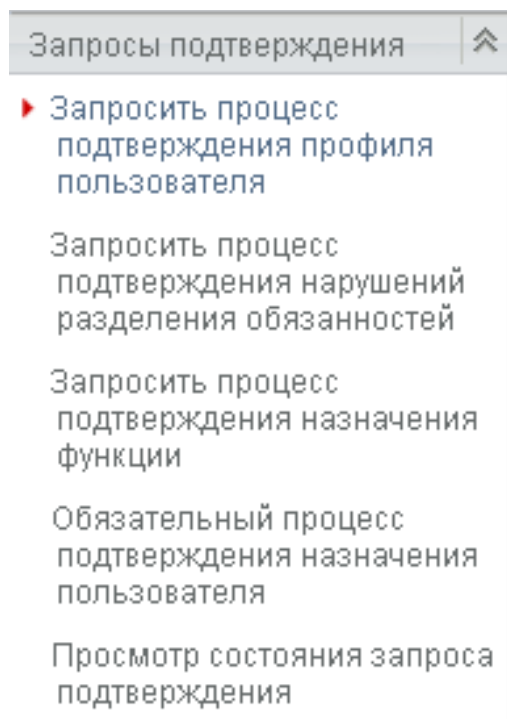 Запросы подтверждения
Запросить процесс
подтверждения профиля
пользователя
Запросить процесс
подтверждения нарушений
разделения обязанностей
Запросить процесс
подтверждения назначения
функции
Обязательный процесс
подтверждения назначения
пользователя
Просмотр состояния запроса
подтверждения